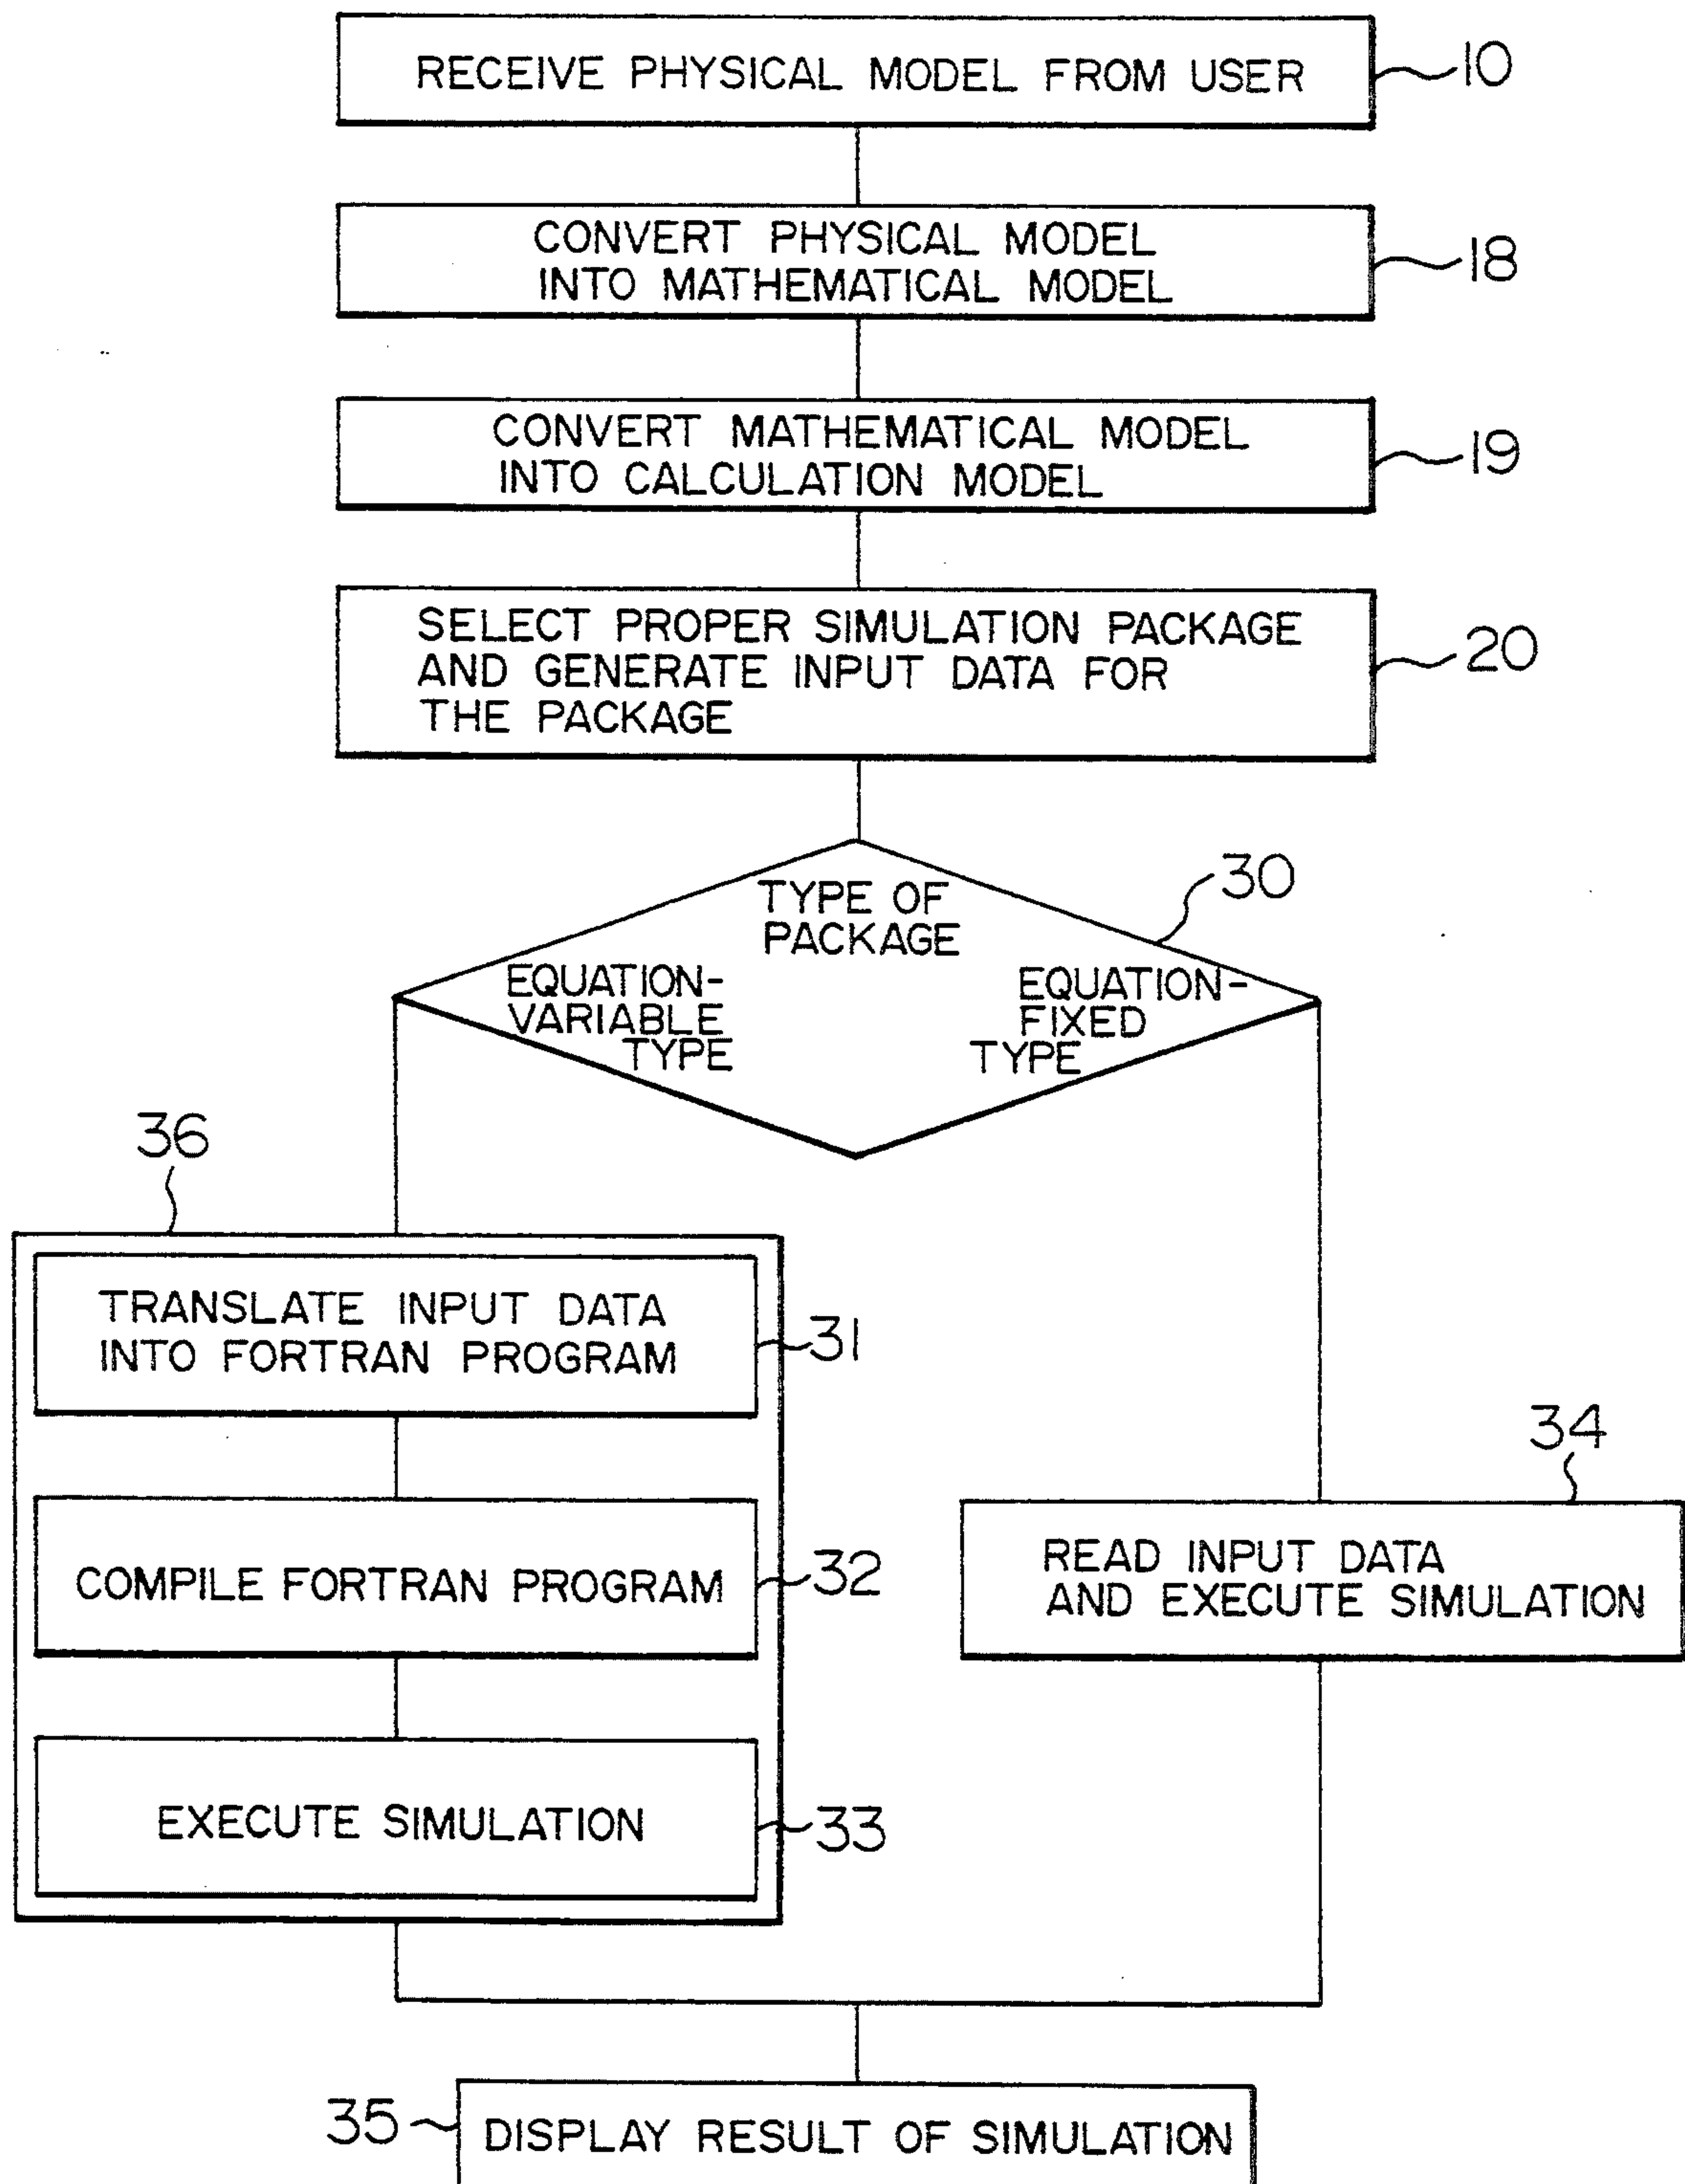 RECEIVE PHYSICAL MODEL FROM USER
10
CONVERT PHYSICAL MODEL
INTO MATHEMATICAL MODEL
18
CONVERT MATHEMATICAL MODEL
INTO CALCULATION MODEL
19
SELECT PROPER SIMULATION PACKAGE
AND GENERATE INPUT DATA FOR
THE PACKAGE
20
30
TYPE OF
PACKAGE
EQUATION-
VARIABLE
TYPE
EQUATION-
FIXED
TYPE
36
TRANSLATE INPUT DATA
INTO FORTRAN PROGRAM
31
COMPILE FORTRAN PROGRAM
32
EXECUTE SIMULATION
33
34
READ INPUT DATA
AND EXECUTE SIMULATION
35
DISPLAY RESULT OF SIMULATION